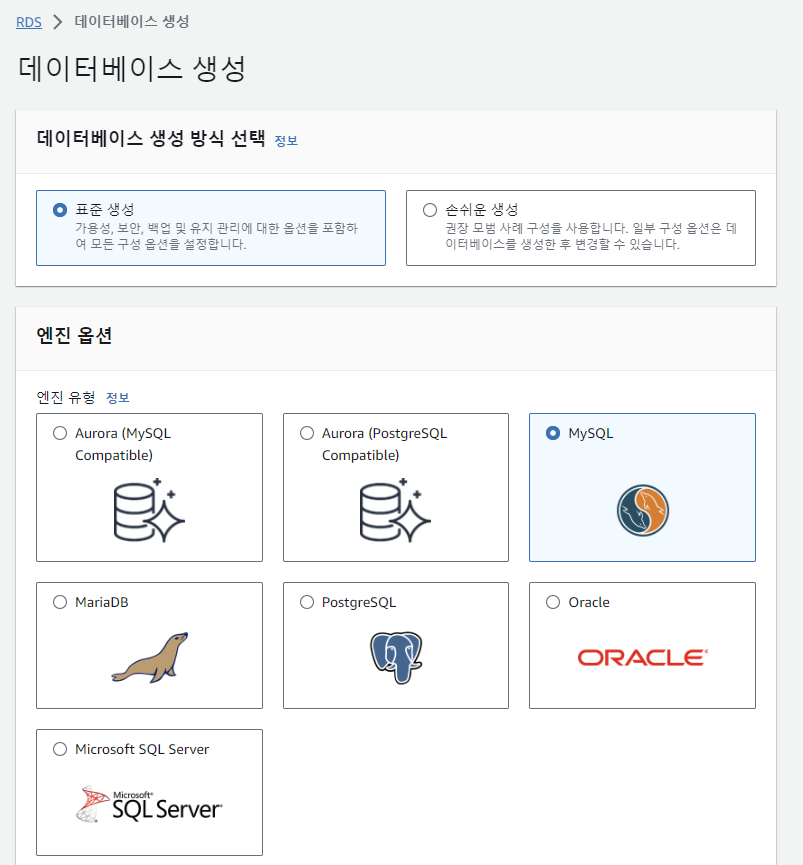 RDS > 데이터베이스 생성
데이터베이스 생성
데이터베이스 생성 방식 선택 정보
표준 생성
가용성, 보안, 백업 및 유지 관리에 대한 옵션을 포함하
여 모든 구성 옵션을 설정합니다.
손쉬운 생성
권장 모범 사례 구성을 사용합니다. 일부 구성 옵션은 데
이터베이스를 생성한 후 변경할 수 있습니다.
엔진 옵션
엔진 유형 정보
Aurora (MySQL
Compatible)
Aurora (PostgreSQL
Compatible)
MySQL
MariaDB
PostgreSQL
Oracle
ORACLE®
Microsoft SQL Server
Microsoft®
SQL Server®